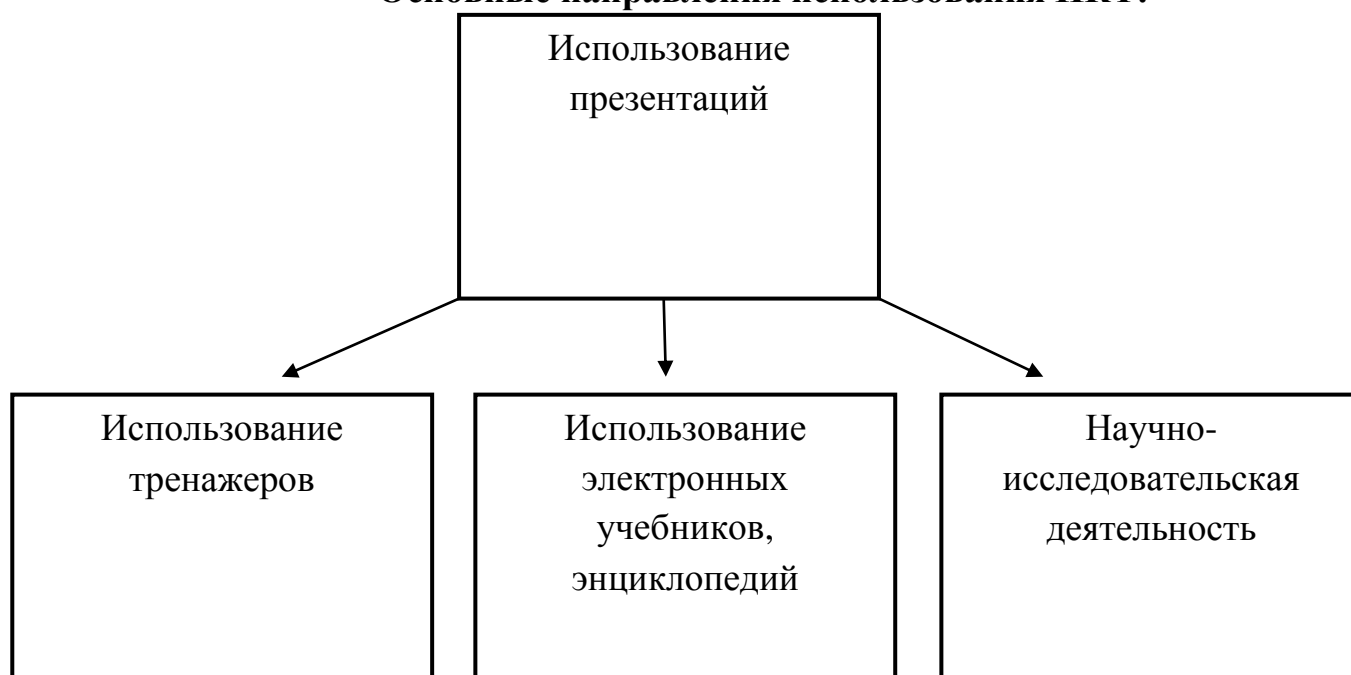 Основные направления использования ИКТ:
Использование
презентаций
Использование
тренажеров
Использование
электронных
учебников,
энциклопедий
Научно-
исследовательская
деятельность